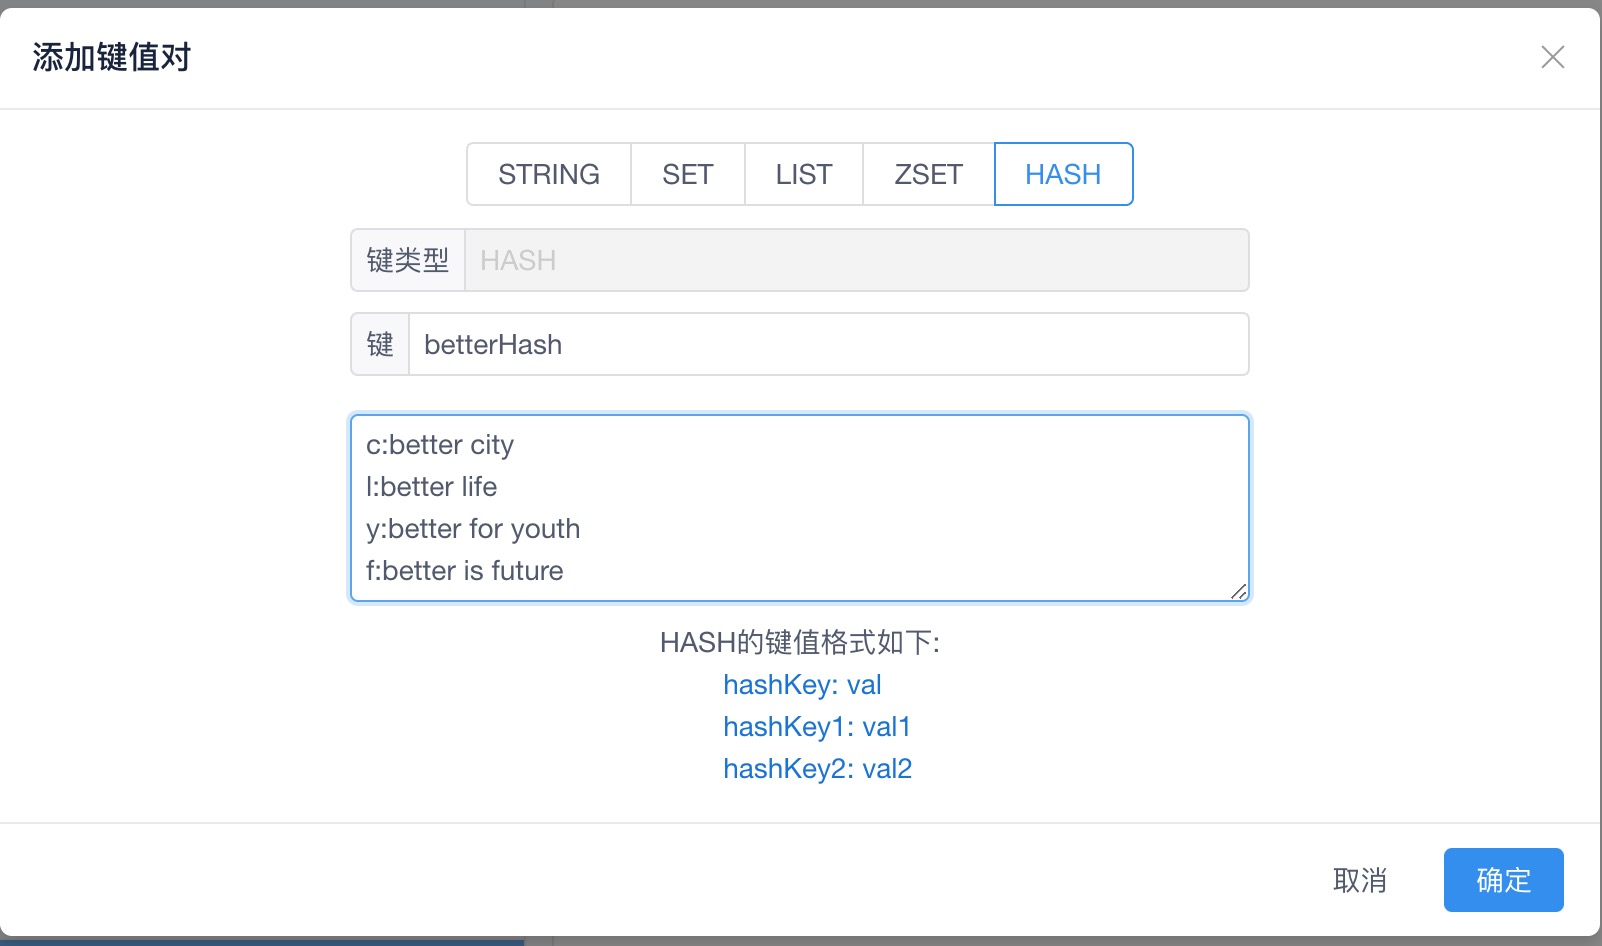 添加键值对
STRING SET LIST ZSET HASH
键类型 HASH
键 betterHash
c:better city
l:better life
y:better for youth
f:better is future
HASH的键值格式如下:
hashKey: val
hashKey1: val1
hashKey2: val2
取消 确定